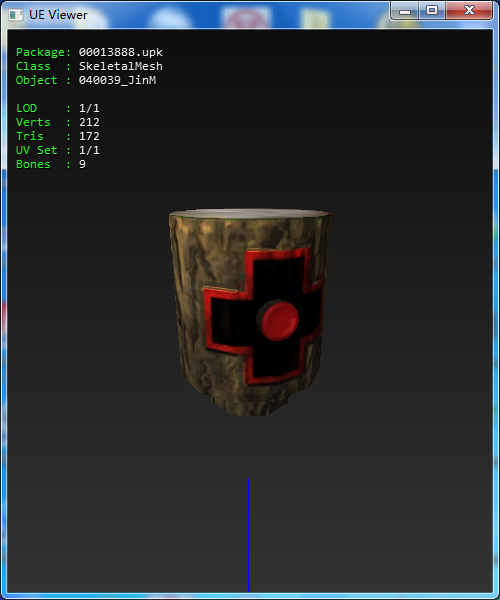 UE Viewer
Package: 00013888.upk
Class : SkeletalMesh
Object : 040039_JinM
LOD : 1/1
Verts : 212
Tris : 172
UV Set : 1/1
Bones : 9